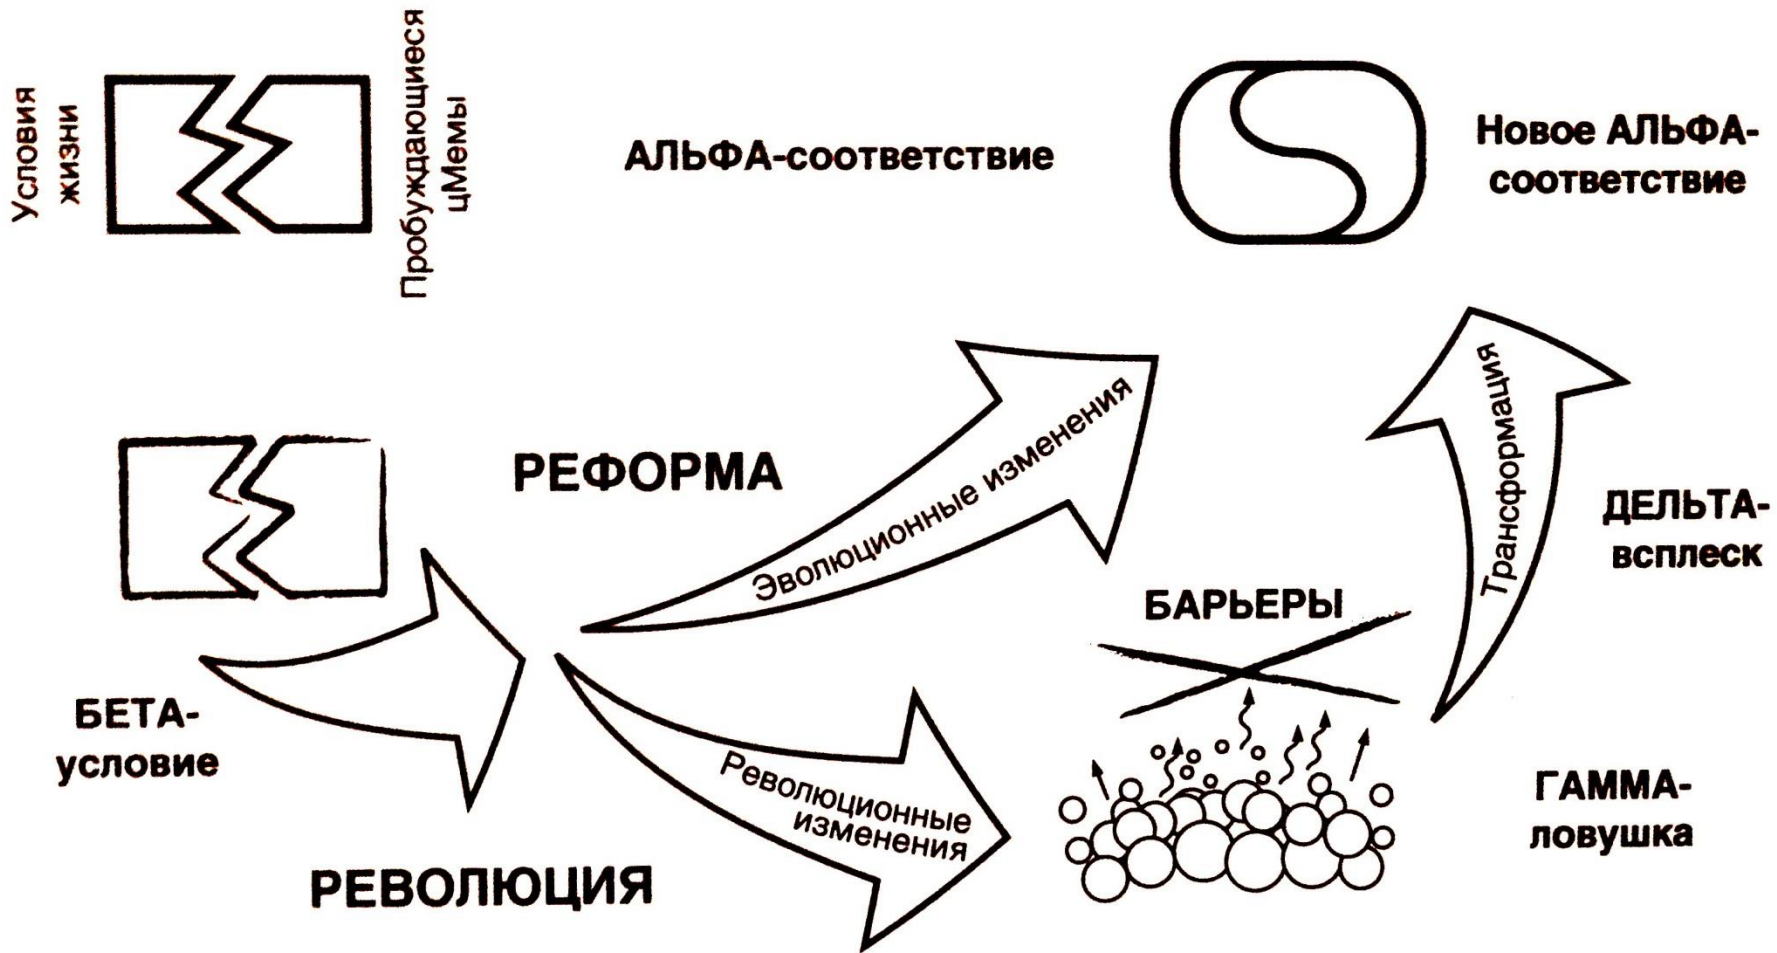 Условия
жизни
Пробуждающиеся
цМемы
АЛЬФА-соответствие
Новое АЛЬФА-
соответствие
РЕФОРМА
Эволюционные изменения
Трансформация
ДЕЛЬТА-
всплеск
БАРЬЕРЫ
БЕТА-
условие
Революционные
изменения
ГАММА-
ловушка
РЕВОЛЮЦИЯ